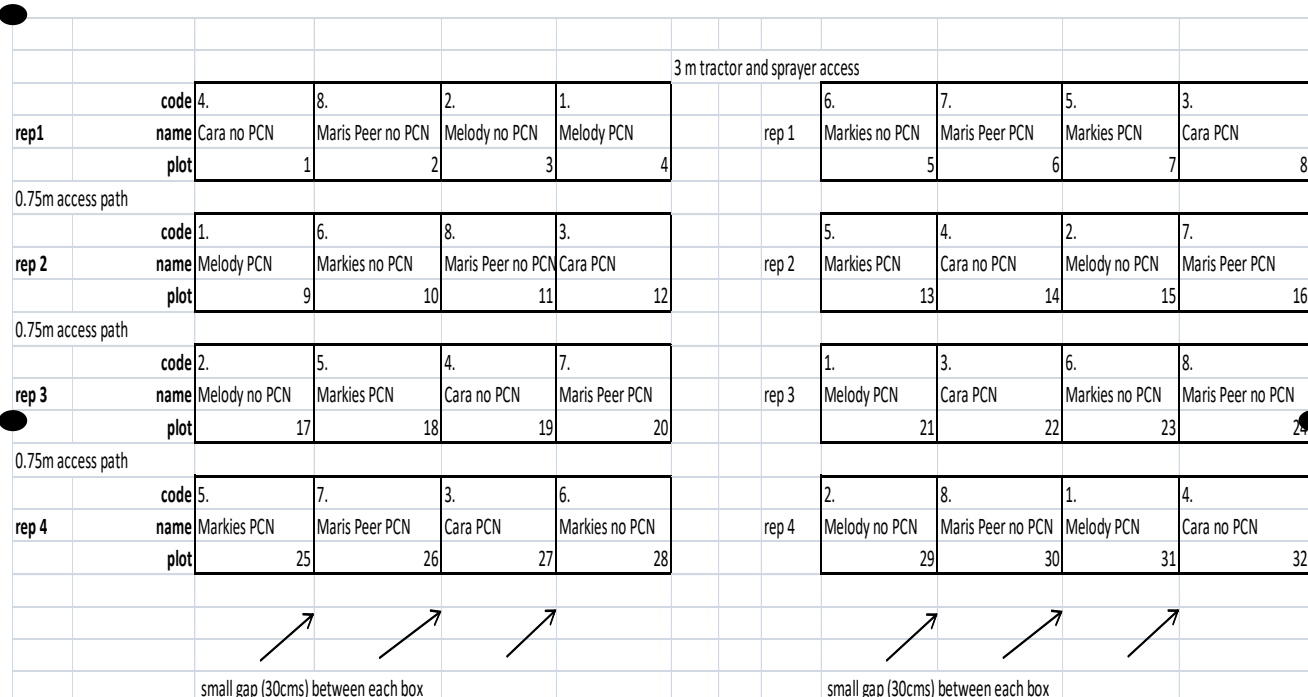 3 m tractor and sprayer access
code 4. 8. 2. 1. 6. 7. 5. 3.
rep1 name Cara no PCN Maris Peer no PCN Melody no PCN Melody PCN rep 1 Markies no PCN Maris Peer PCN Markies PCN Cara PCN
plot 1 2 3 4 5 6 7 8
0.75m access path
code 1. 6. 8. 3. 5. 4. 2. 7.
rep 2 name Melody PCN Markies no PCN Maris Peer no PCN Cara PCN rep 2 Markies PCN Cara no PCN Melody no PCN Maris Peer PCN
plot 9 10 11 12 13 14 15 16
0.75m access path
code 2. 5. 4. 7. 1. 3. 6. 8.
rep 3 name Melody no PCN Markies PCN Cara no PCN Maris Peer PCN rep 3 Melody PCN Cara PCN Markies no PCN Maris Peer no PCN
plot 17 18 19 20 21 22 23 24
0.75m access path
code 5. 7. 3. 6. 2. 8. 1. 4.
rep 4 name Markies PCN Maris Peer PCN Cara PCN Markies no PCN rep 4 Melody no PCN Maris Peer no PCN Melody PCN Cara no PCN
plot 25 26 27 28 29 30 31 32
small gap (30cms) between each box small gap (30cms) between each box